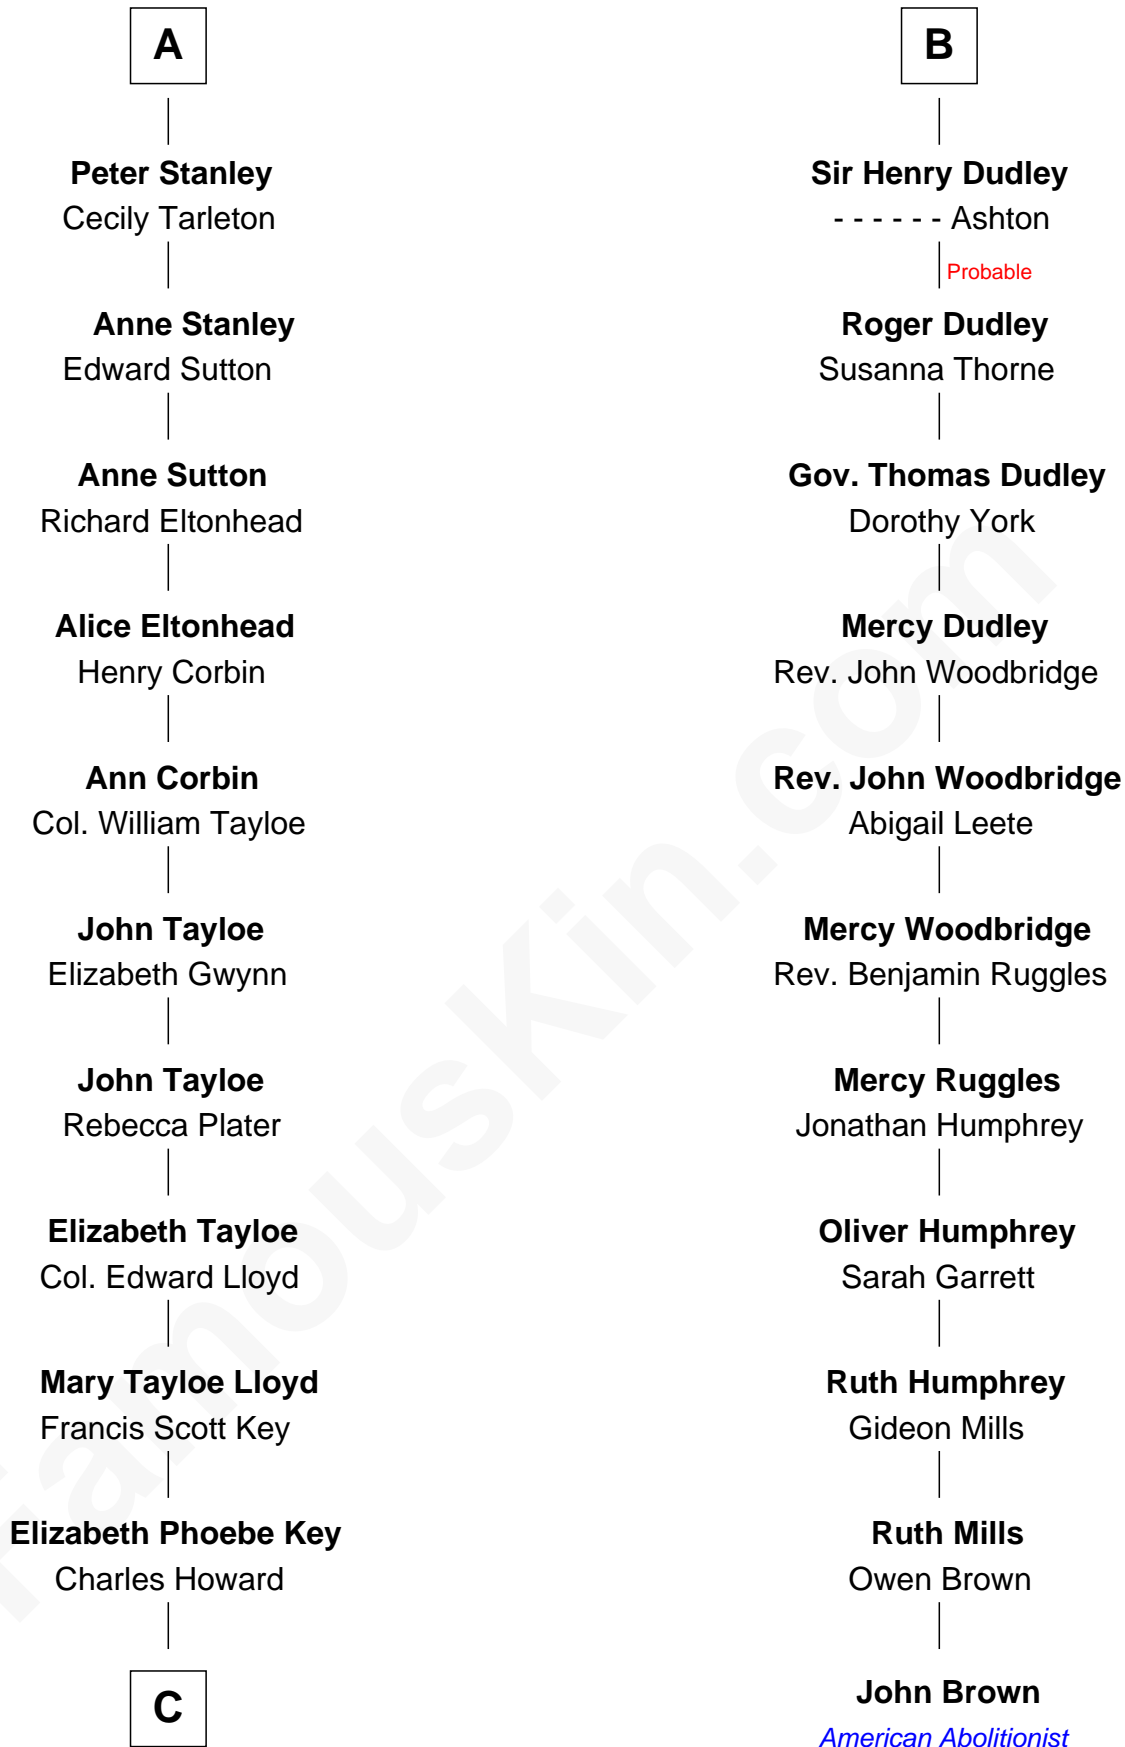 A
Peter Stanley
Cecily Tarleton
Anne Stanley
Edward Sutton
Anne Sutton
Richard Eltonhead
Alice Eltonhead
Henry Corbin
Ann Corbin
Col. William Tayloe
John Tayloe
Elizabeth Gwynn
John Tayloe
Rebecca Plater
Elizabeth Tayloe
Col. Edward Lloyd
Mary Tayloe Lloyd
Francis Scott Key
Elizabeth Phoebe Key
Charles Howard
C
B
Sir Henry Dudley
- - - - - - Ashton
Probable
Roger Dudley
Susanna Thorne
Gov. Thomas Dudley
Dorothy York
Mercy Dudley
Rev. John Woodbridge
Rev. John Woodbridge
Abigail Leete
Mercy Woodbridge
Rev. Benjamin Ruggles
Mercy Ruggles
Jonathan Humphrey
Oliver Humphrey
Sarah Garrett
Ruth Humphrey
Gideon Mills
Ruth Mills
Owen Brown
John Brown
American Abolitionist
FamousKin.com